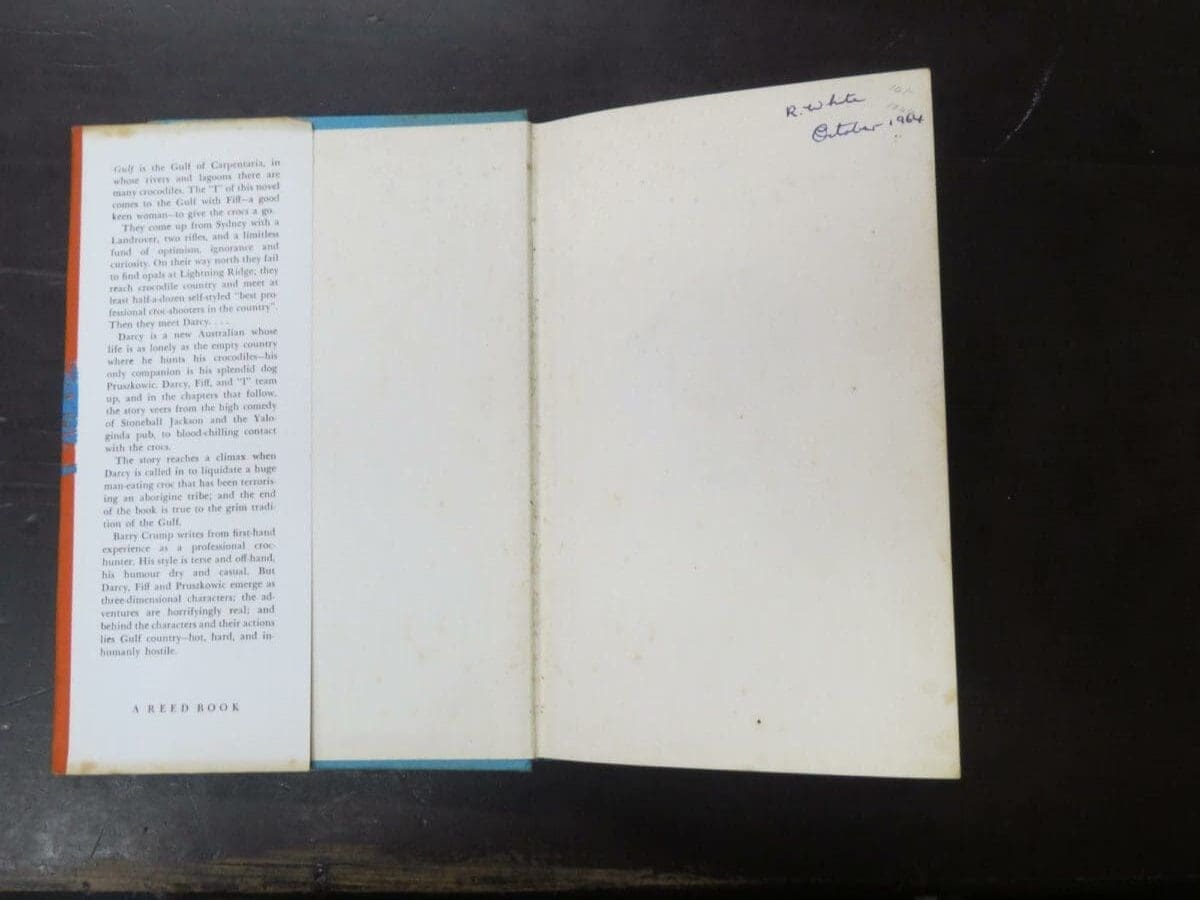 Gulf is the Gulf of Carpentaria, in
whose rivers and lagoons there are
many crocodiles. The "I" of this novel
comes to the Gulf with Fiff—a good
keen woman—to give the crocs a go.
They come up from Sydney with a
Landrover, two rifles, and a limitless
fund of optimism, ignorance and
curiosity. On their way north they fail
to find opals at Lightning Ridge; they
reach crocodile country and meet at
least half-a-dozen self-styled "best pro-
fessional croc-shooters in the country".
Then they meet Darcy. . . .
Darcy is a new Australian whose
life is as lonely as the empty country
where he hunts his crocodiles—his
only companion is his splendid dog
Pruszkowic. Darcy, Fiff, and "I" team
up, and in the chapters that follow,
the story veers from the high comedy
of Stoneball Jackson and the Yalo-
ginda pub, to blood-chilling contact
with the crocs.
The story reaches a climax when
Darcy is called in to liquidate a huge
man-eating croc that has been terroris-
ing an aborigine tribe; and the end
of the book is true to the grim tradi-
tion of the Gulf.
Barry Crump writes from first-hand
experience as a professional croc-
hunter. His style is terse and off-hand,
his humour dry and casual. But
Darcy, Fiff and Pruszkowic emerge as
three-dimensional characters; the ad-
ventures are horrifyingly real; and
behind the characters and their actions
lies Gulf country—hot, hard, and in-
humanly hostile.
A REED BOOK
R. White
October 1964